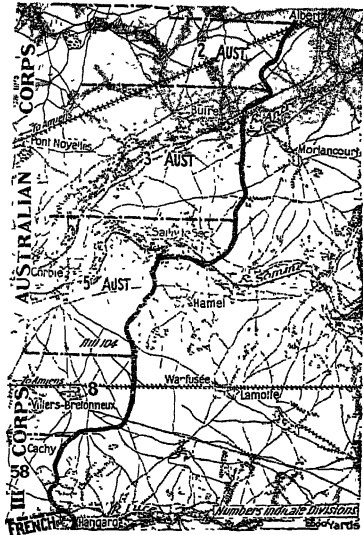 Albert
2 AUST.
Buire
To Amiens
Pont Noyelles
Morlancourt
3 AUST
AUSTRALIAN CORPS
Sailly-le-Sec
Corbie
5 AUST
Somme
Hamel
Hill 104
To Amiens
8
Warfusée
Lamotte
Villers-Bretonneux
Cachy
58
III CORPS
Numbers indicate Divisions
FRENCH
Hangard
Yards